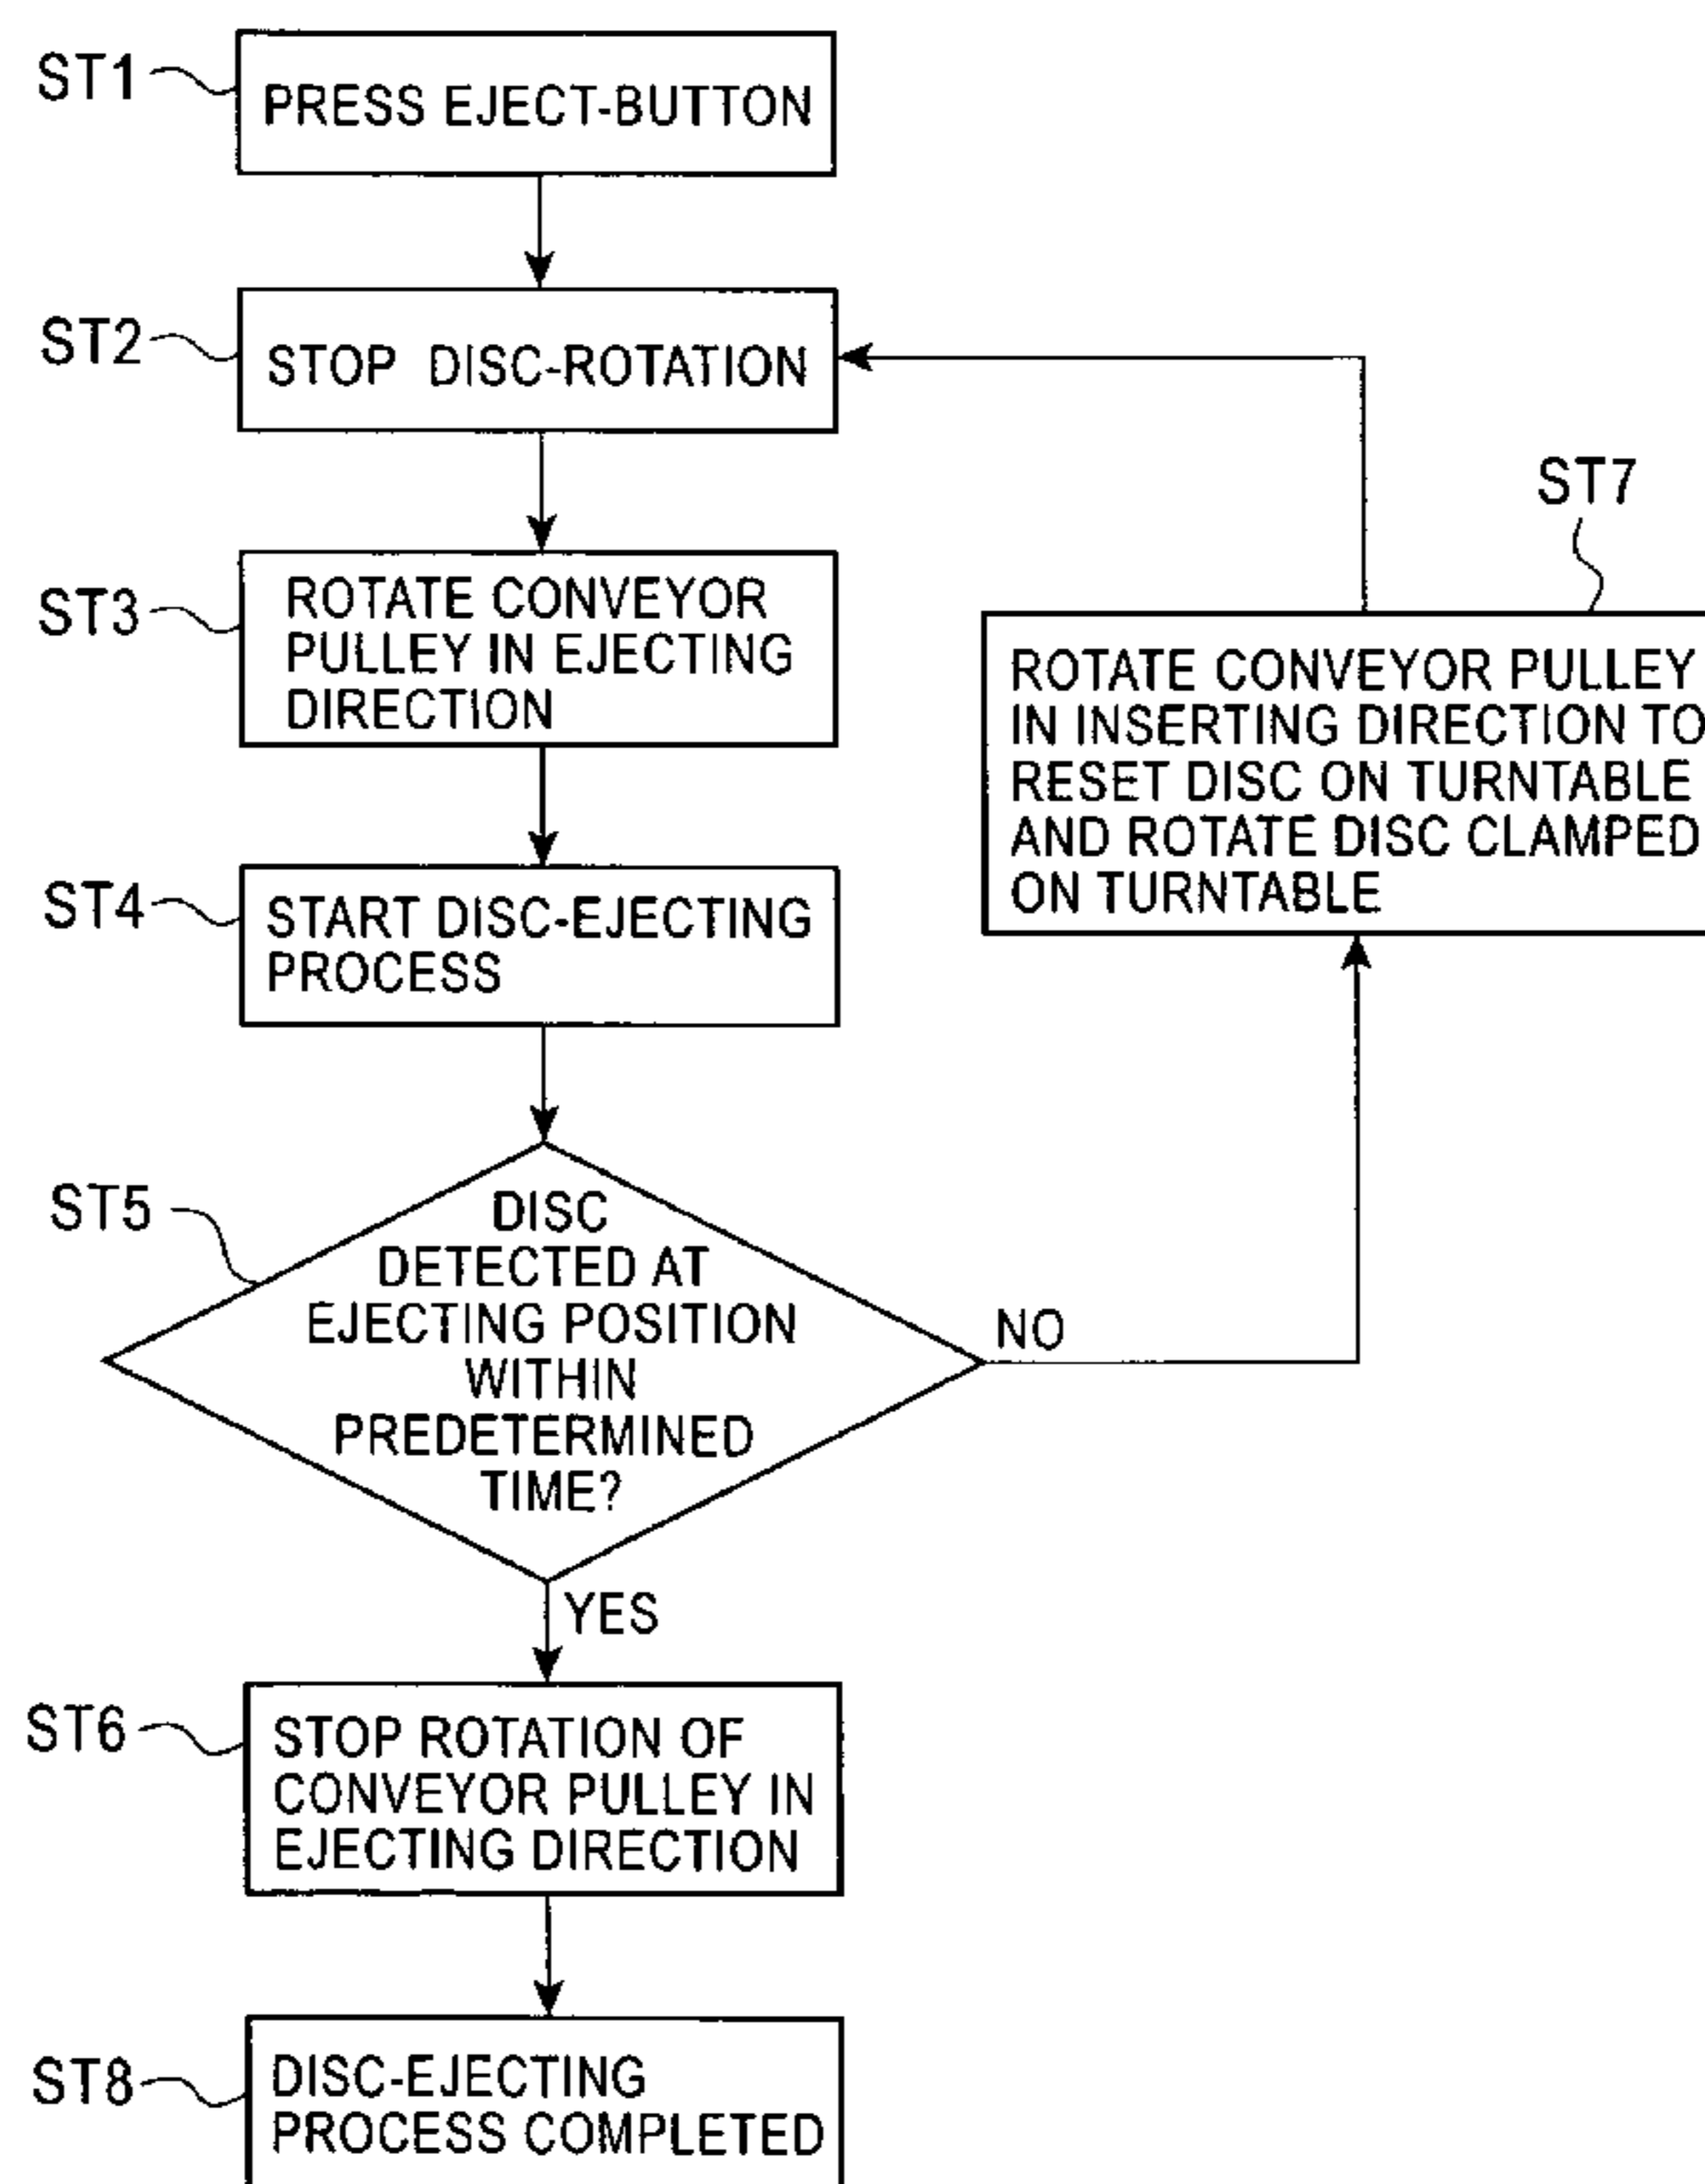 ST1
PRESS EJECT-BUTTON
ST2
STOP DISC-ROTATION
ST3
ROTATE CONVEYOR
PULLEY IN EJECTING
DIRECTION
ST7
ROTATE CONVEYOR PULLEY
IN INSERTING DIRECTION TO
RESET DISC ON TURNTABLE
AND ROTATE DISC CLAMPED
ON TURNTABLE
ST4
START DISC-EJECTING
PROCESS
ST5
DISC
DETECTED AT
EJECTING POSITION
WITHIN
PREDETERMINED
TIME?
NO
YES
ST6
STOP ROTATION OF
CONVEYOR PULLEY IN
EJECTING DIRECTION
ST8
DISC-EJECTING
PROCESS COMPLETED